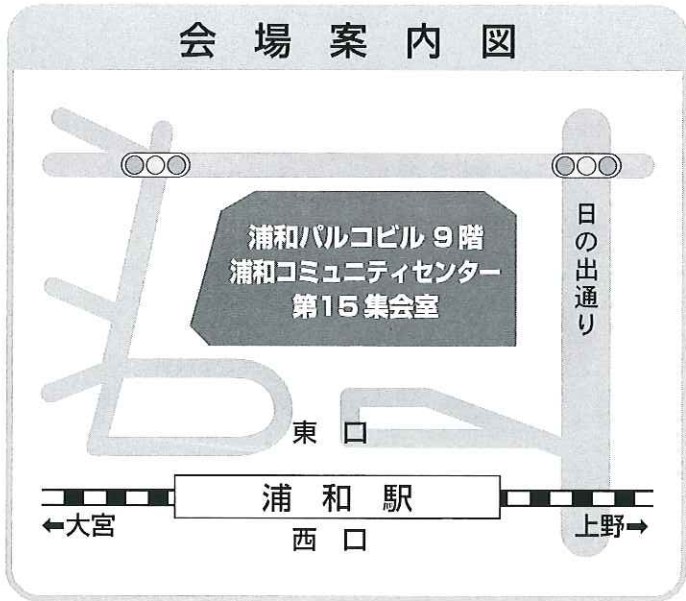 会場案内図
浦和パルコビル 9階
浦和コミュニティセンター
第15集会室
日の出通り
東口
浦和駅
←大宮
西口
上野→